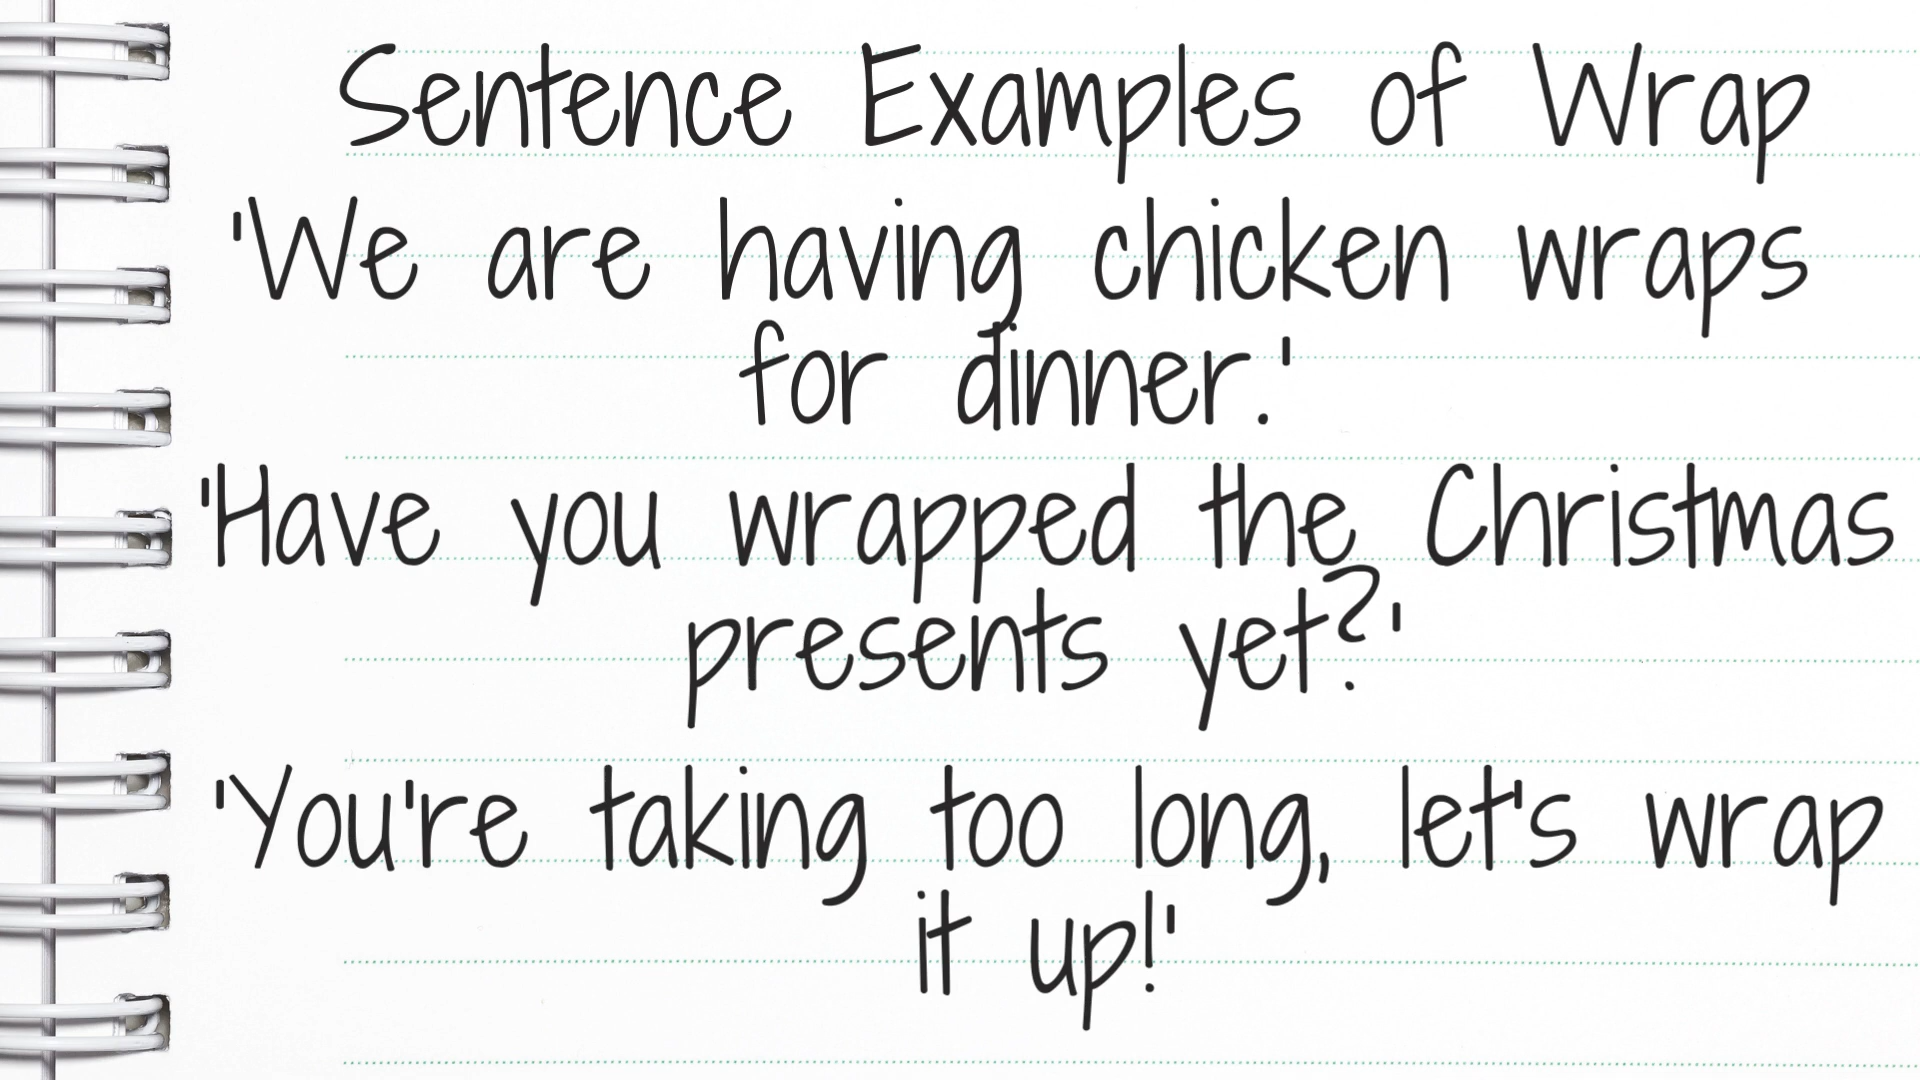 Sentence Examples of Wrap
'We are having chicken wraps
for dinner.'
'Have you wrapped the Christmas
presents yet?'
'You're taking too long, let's wrap
it up!'